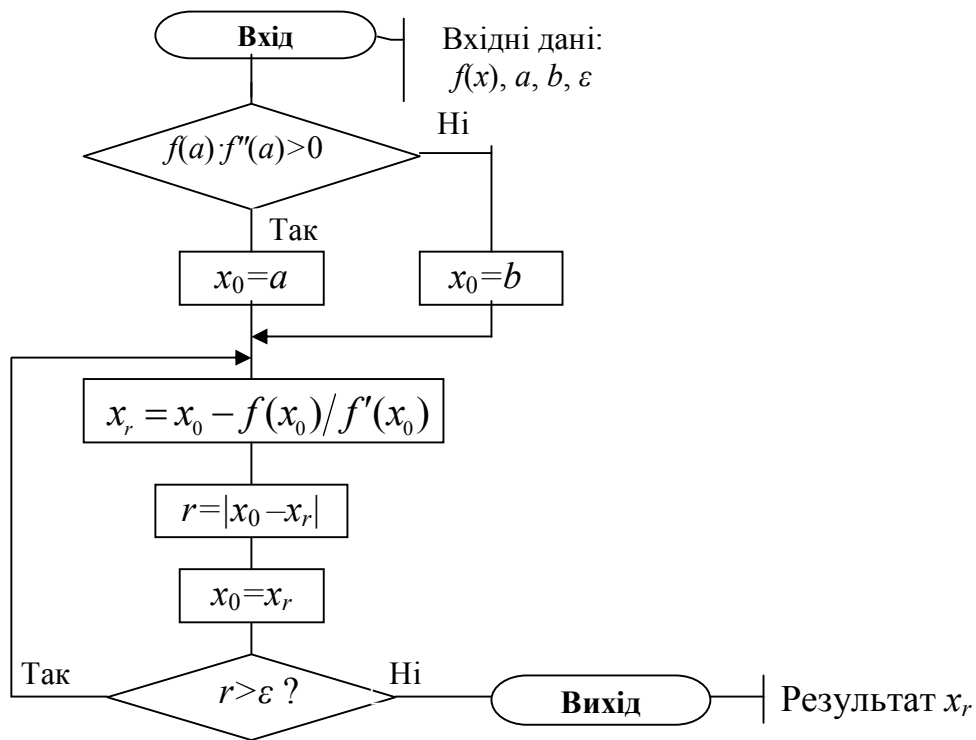 Вхід
Вхідні дані:
f(x), a, b, ε
f(a)·f″(a)>0
Ні
Так
x₀=a
x₀=b
xᵣ = x₀ − f(x₀)/f′(x₀)
r=|x₀–xᵣ|
x₀=xᵣ
Так
r>ε ?
Ні
Вихід
Результат xᵣ